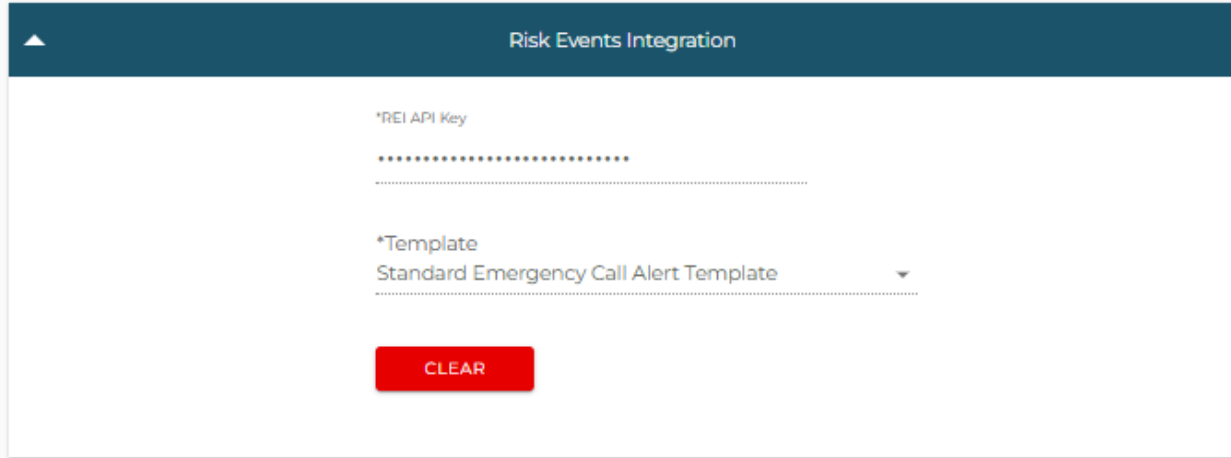 Risk Events Integration
*REI API Key
••••••••••••••••••••••••••••
*Template
Standard Emergency Call Alert Template
CLEAR